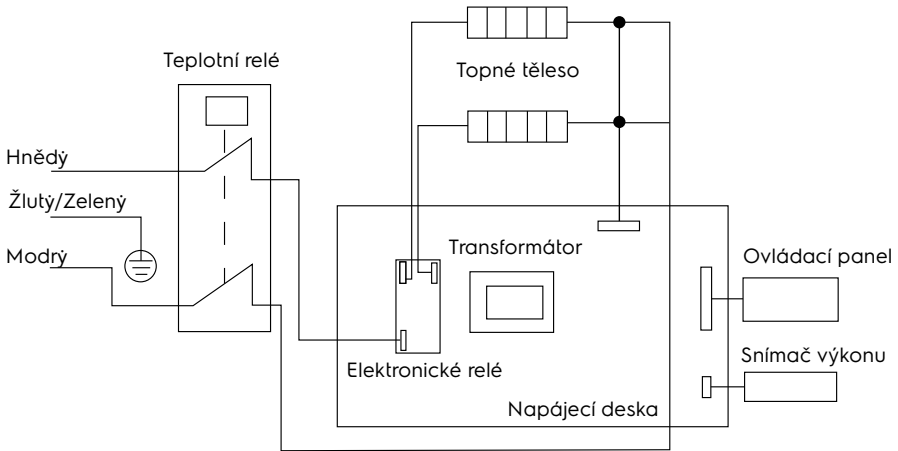 Topné těleso
Teplotní relé
Hnědý
Žlutý/Zelený
Modrý
Transformátor
Ovládací panel
Snímač výkonu
Elektronické relé
Napájecí deska